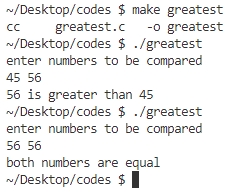 ~/Desktop/codes $ make greatest
cc     greatest.c   -o greatest
~/Desktop/codes $ ./greatest
enter numbers to be compared
45 56
56 is greater than 45
~/Desktop/codes $ ./greatest
enter numbers to be compared
56 56
both numbers are equal
~/Desktop/codes $